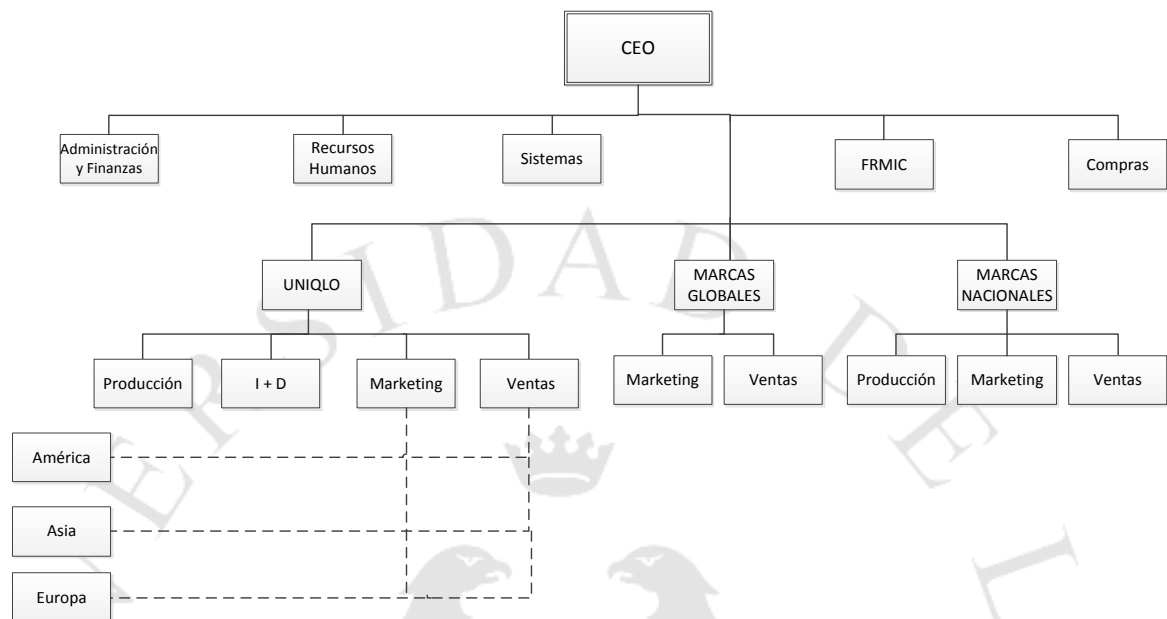 CEO
Administración
y Finanzas
Recursos
Humanos
Sistemas
FRMIC
Compras
UNIQLO
MARCAS
GLOBALES
MARCAS
NACIONALES
Producción
I + D
Marketing
Ventas
Marketing
Ventas
Producción
Marketing
Ventas
América
Asia
Europa